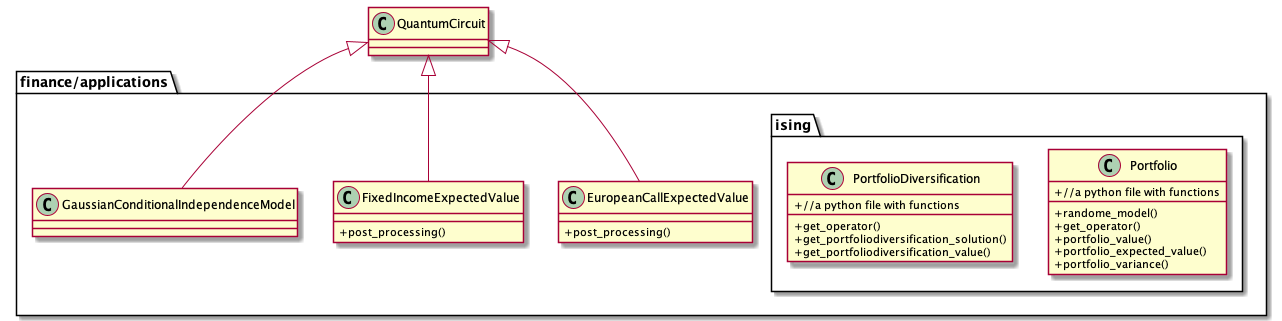 C QuantumCircuit
finance/applications
C GaussianConditionalIndependenceModel
C FixedIncomeExpectedValue
+post_processing()
C EuropeanCallExpectedValue
+post_processing()
ising
C PortfolioDiversification
+//a python file with functions
+get_operator()
+get_portfoliodiversification_solution()
+get_portfoliodiversification_value()
C Portfolio
+//a python file with functions
+randome_model()
+get_operator()
+portfolio_value()
+portfolio_expected_value()
+portfolio_variance()